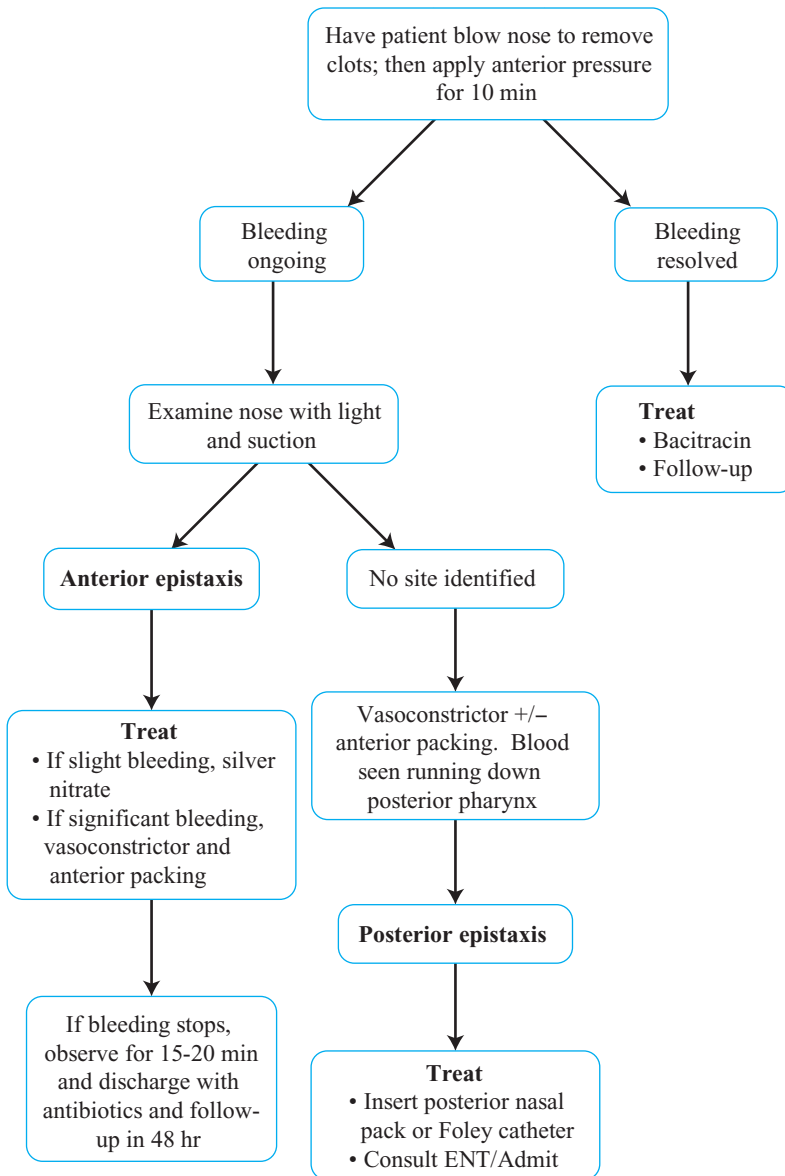 Have patient blow nose to remove
clots; then apply anterior pressure
for 10 min
Bleeding
ongoing
Bleeding
resolved
Examine nose with light
and suction
Treat
• Bacitracin
• Follow-up
Anterior epistaxis
No site identified
Treat
• If slight bleeding, silver
nitrate
• If significant bleeding,
vasoconstrictor and
anterior packing
Vasoconstrictor +/–
anterior packing. Blood
seen running down
posterior pharynx
Posterior epistaxis
If bleeding stops,
observe for 15-20 min
and discharge with
antibiotics and follow-
up in 48 hr
Treat
• Insert posterior nasal
pack or Foley catheter
• Consult ENT/Admit